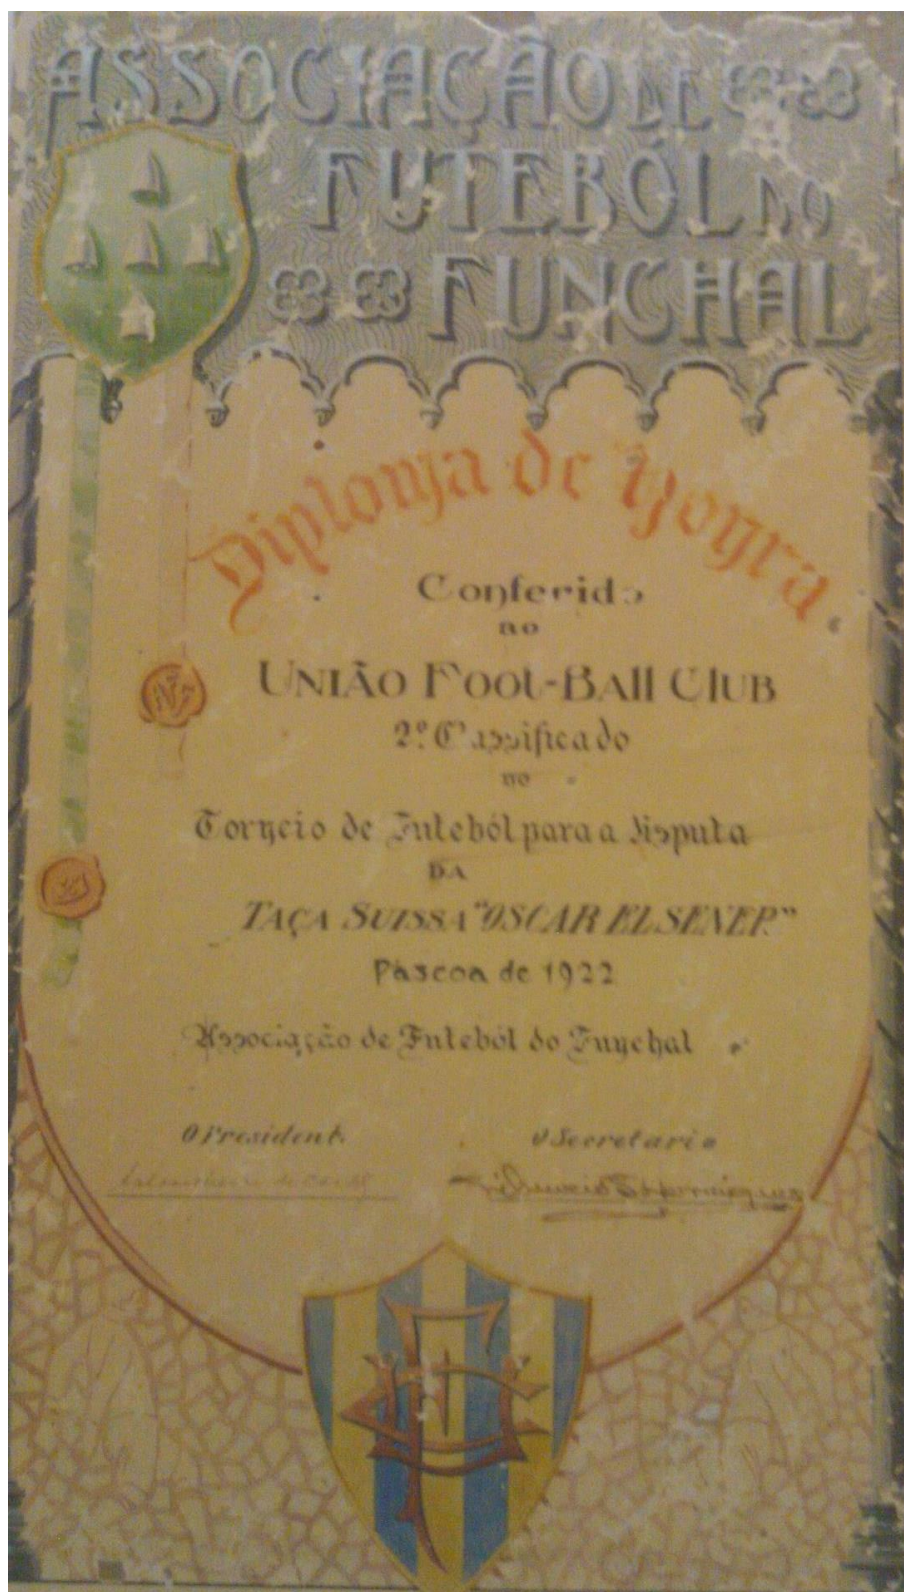 ASSOCIAÇÃO DE
FUTEBÓL DO
FUNCHAL
Diploma de Honra
Conferido
ao
UNIÃO FOOT-BALL CLUB
2º Classificado
no
Torneio de Futeból para a disputa
DA
TAÇA SUISSA "OSCAR ELSENER"
Páscoa de 1922
Associação de Futeból do Funchal
O Presidente O Secretario